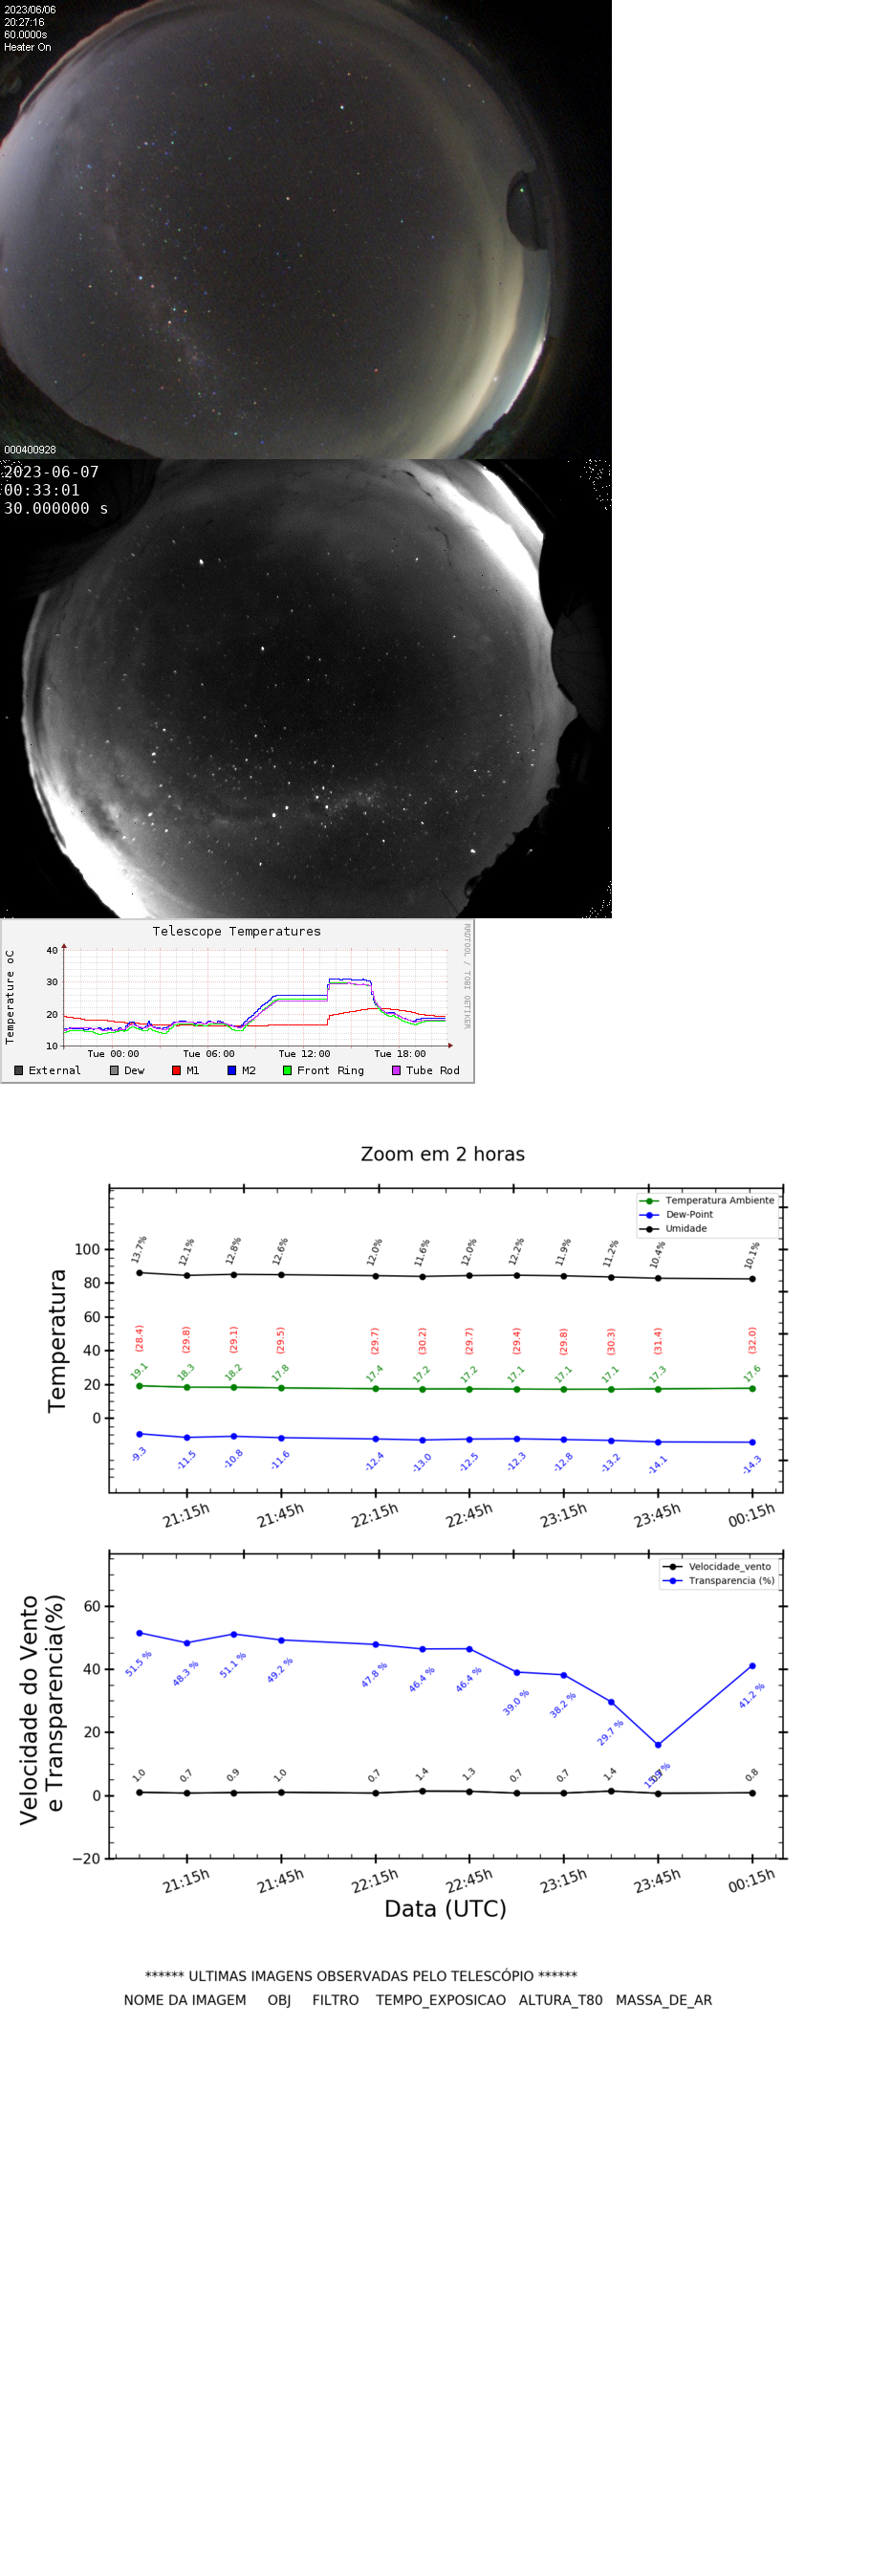 2023/06/06
20:27:16
60.0000s
Heater On
000400928
2023-06-07
00:33:01
30.000000 s
Telescope Temperatures
RRDTOOL / TOBI OETIKER
Temperature oC
40
30
20
10
Tue 00:00 Tue 06:00 Tue 12:00 Tue 18:00
External Dew M1 M2 Front Ring Tube Rod
Zoom em 2 horas
Temperatura Ambiente
Dew-Point
Umidade
Temperatura
100
80
60
40
20
0
13.7% 12.1% 12.8% 12.6% 12.0% 11.6% 12.0% 12.2% 11.9% 11.2% 10.4% 10.1%
(28.4) (29.8) (29.1) (29.5) (29.7) (30.2) (29.7) (29.4) (29.8) (30.3) (31.4) (32.0)
19.1 18.3 18.2 17.8 17.4 17.2 17.2 17.1 17.1 17.1 17.3 17.6
-9.3 -11.5 -10.8 -11.6 -12.4 -13.0 -12.5 -12.3 -12.8 -13.2 -14.1 -14.3
21:15h 21:45h 22:15h 22:45h 23:15h 23:45h 00:15h
Velocidade_vento
Transparencia (%)
Velocidade do Vento
e Transparencia(%)
60
40
20
0
−20
51.5 % 48.3 % 51.1 % 49.2 % 47.8 % 46.4 % 46.4 % 39.0 % 38.2 % 29.7 % 41.2 %
1.0 0.7 0.9 1.0 0.7 1.4 1.3 0.7 0.7 1.4 0.8
21:15h 21:45h 22:15h 22:45h 23:15h 23:45h 00:15h
Data (UTC)
****** ULTIMAS IMAGENS OBSERVADAS PELO TELESCÓPIO ******
NOME DA IMAGEM OBJ FILTRO TEMPO_EXPOSICAO ALTURA_T80 MASSA_DE_AR